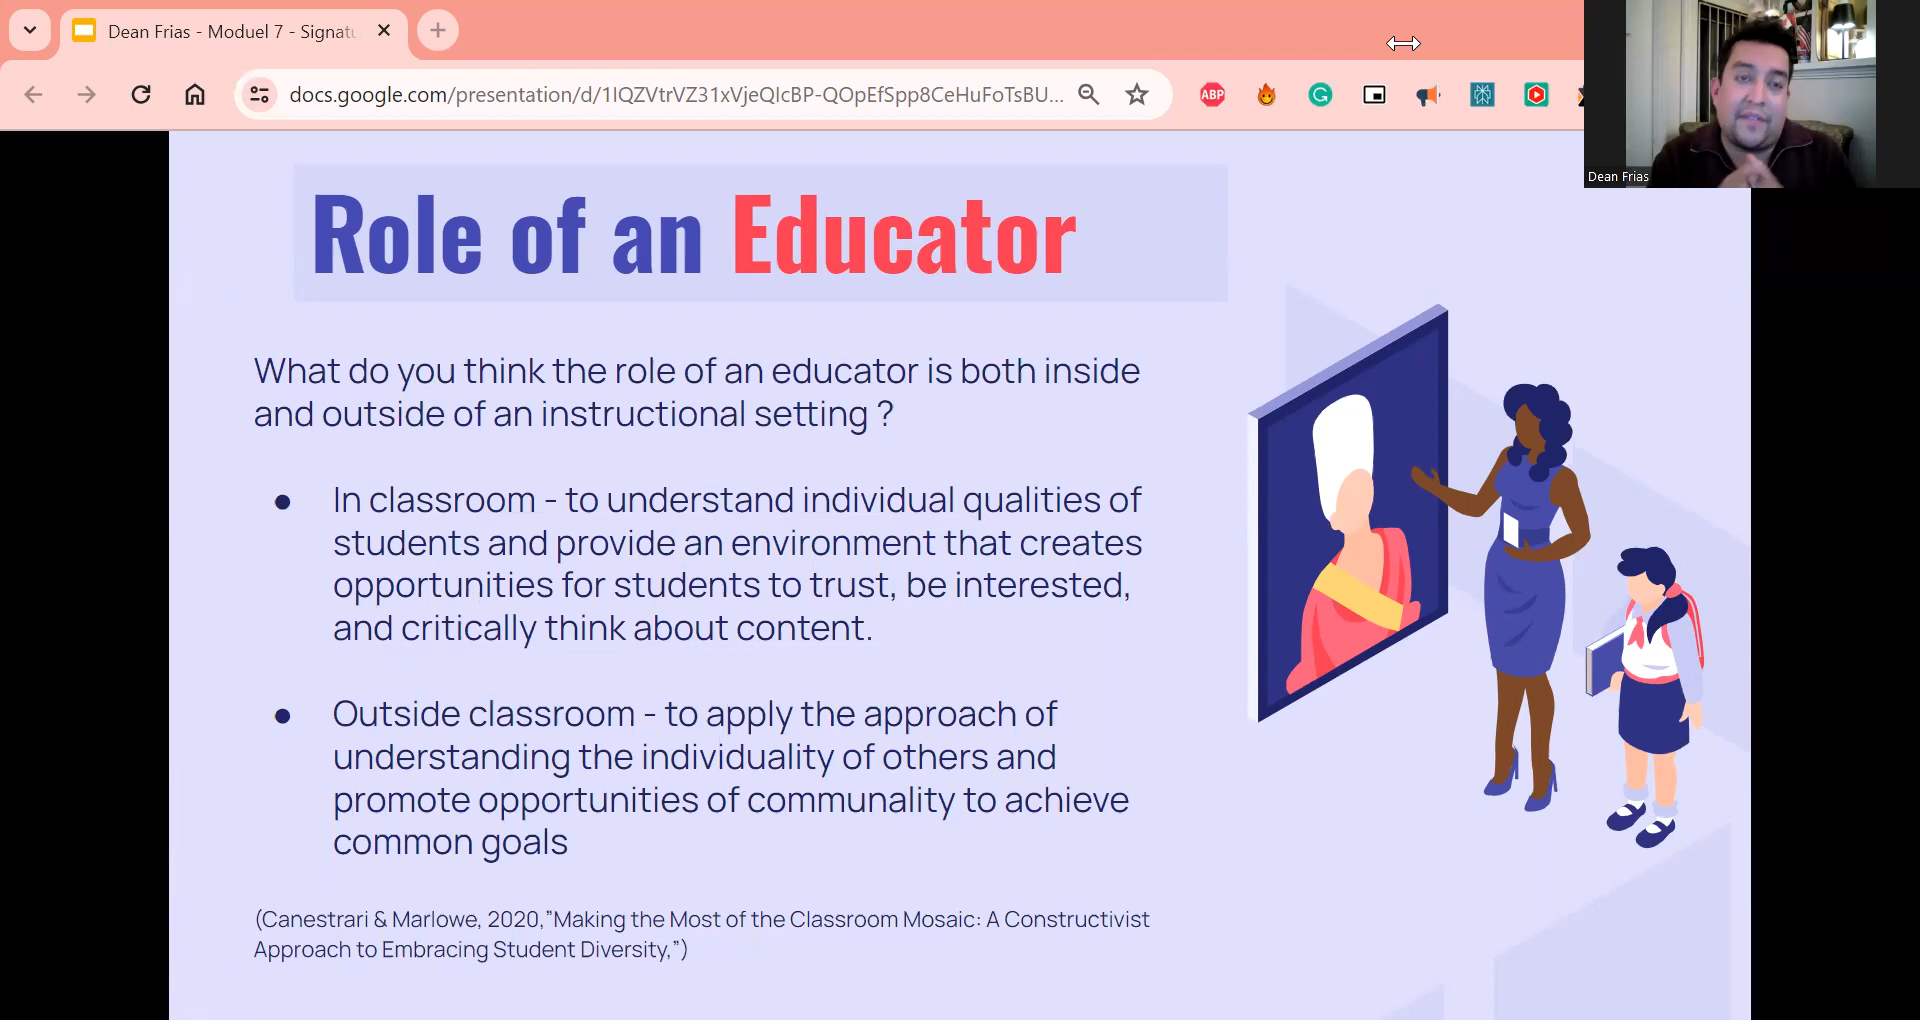 Dean Frias - Moduel 7 - Signatu
docs.google.com/presentation/d/1IQZVtrVZ31xVjeQIcBP-QOpEfSpp8CeHuFoTsBU...
ABP
Dean Frias
Role of an Educator
What do you think the role of an educator is both inside
and outside of an instructional setting ?
● In classroom - to understand individual qualities of
students and provide an environment that creates
opportunities for students to trust, be interested,
and critically think about content.
● Outside classroom - to apply the approach of
understanding the individuality of others and
promote opportunities of communality to achieve
common goals
(Canestrari & Marlowe, 2020,”Making the Most of the Classroom Mosaic: A Constructivist
Approach to Embracing Student Diversity,”)